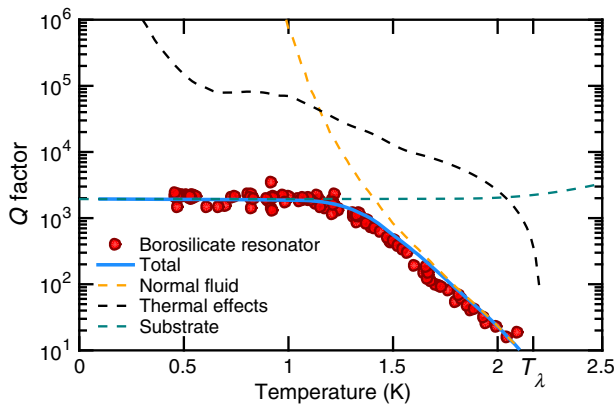 10^6
10^5
10^4
10^3
10^2
10^1
Q factor
Borosilicate resonator
Total
Normal fluid
Thermal effects
Substrate
0 0.5 1 1.5 2 T_λ 2.5
Temperature (K)